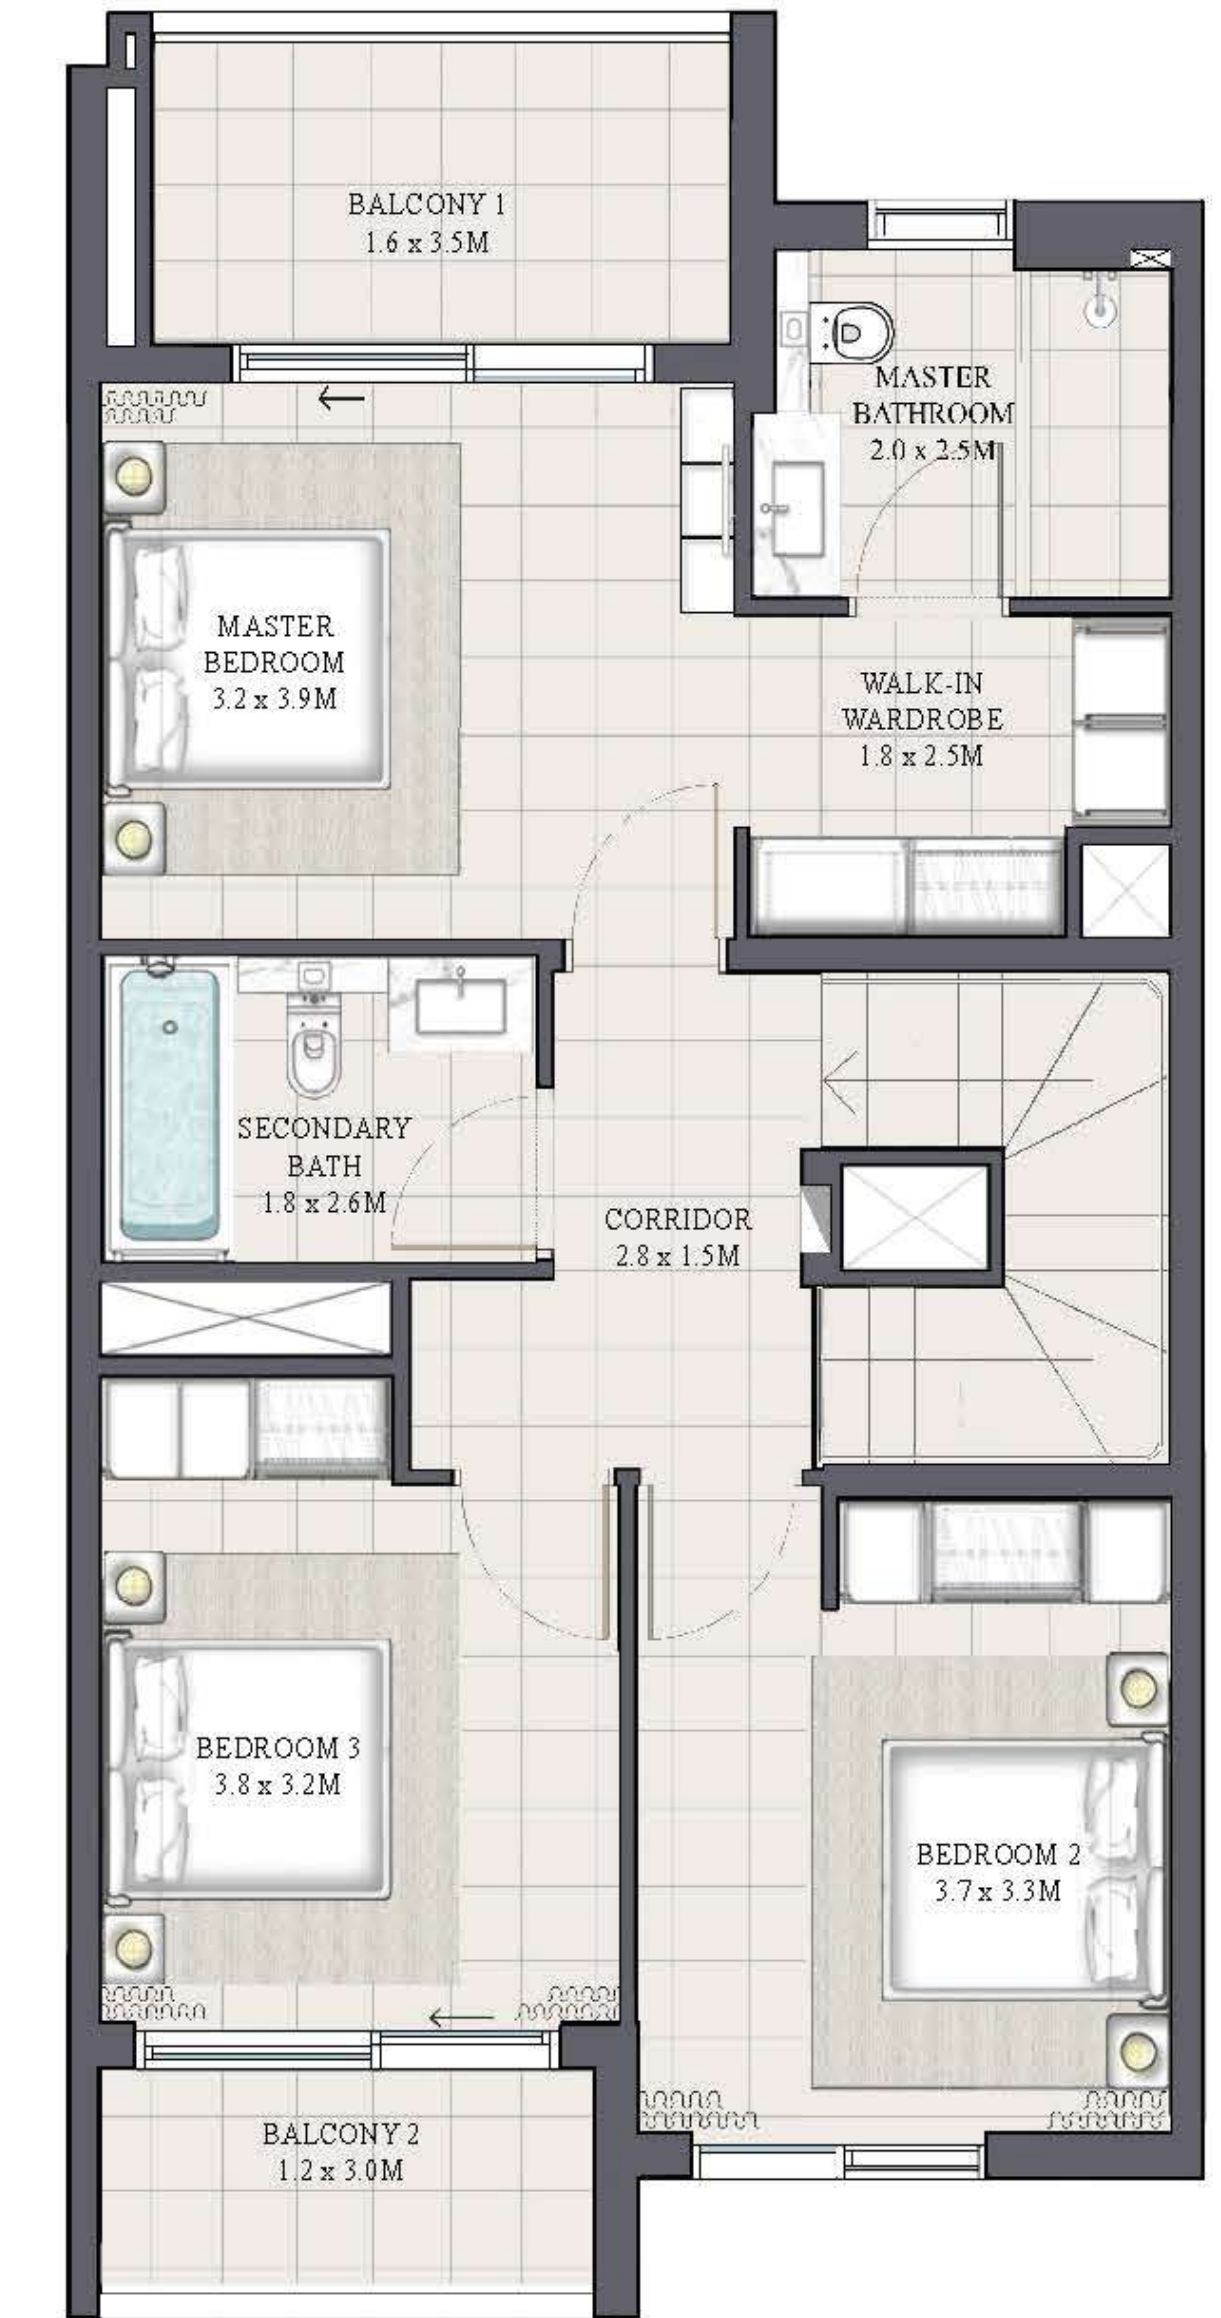 BALCONY 1
1.6 x 3.5M
MASTER
BATHROOM
2.0 x 2.5M
MASTER
BEDROOM
3.2 x 3.9M
WALK-IN
WARDROBE
1.8 x 2.5M
SECONDARY
BATH
1.8 x 2.6M
CORRIDOR
2.8 x 1.5M
BEDROOM 3
3.8 x 3.2M
BEDROOM 2
3.7 x 3.3M
BALCONY 2
1.2 x 3.0M